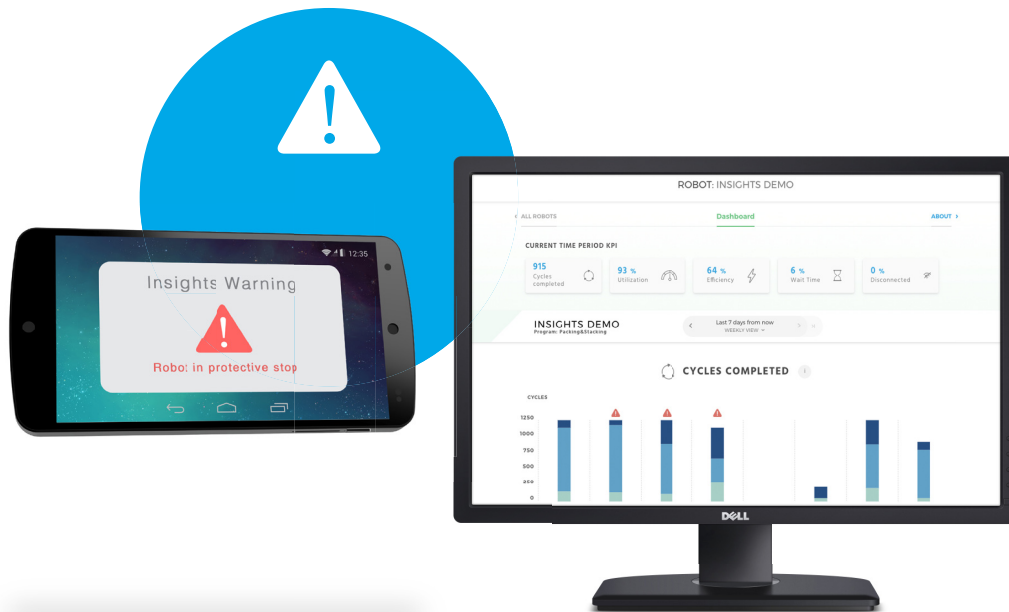 12:35
Insights Warning
Robot in protective stop
ROBOT: INSIGHTS DEMO
‹ ALL ROBOTS
Dashboard
ABOUT ›
CURRENT TIME PERIOD KPI
915
Cycles
completed
93 %
Utilization
64 %
Efficiency
6 %
Wait Time
0 %
Disconnected
INSIGHTS DEMO
Program: Packing&Stacking
Last 7 days from now
WEEKLY VIEW
CYCLES COMPLETED
CYCLES
1250
1000
750
500
0
DELL